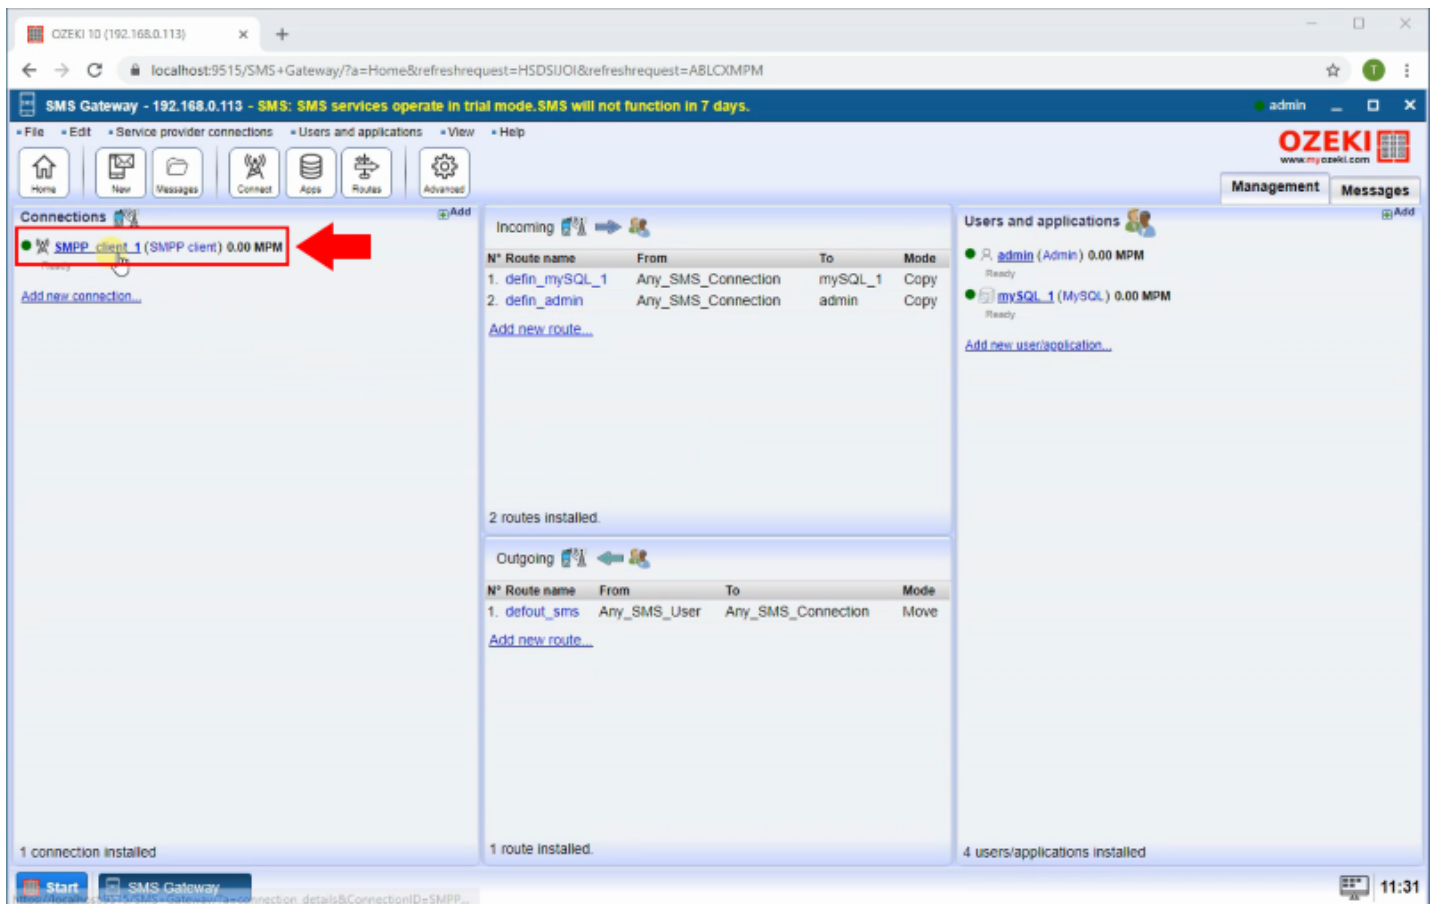 OZEKI 10 (192.168.0.113)
localhost:9515/SMS+Gateway/?a=Home&refreshrequest=HSDSIJOI&refreshrequest=ABLCXMPM
T
SMS Gateway - 192.168.0.113 - SMS: SMS services operate in trial mode.SMS will not function in 7 days.
admin
File Edit Service provider connections Users and applications View Help
OZEKI
www.myozeki.com
Home New Messages Connect Apps Routes Advanced
Management Messages
Connections Add
SMPP_client_1 (SMPP client) 0.00 MPM
Ready
Add new connection...
Incoming
N° Route name From To Mode
1. defin_mySQL_1 Any_SMS_Connection mySQL_1 Copy
2. defin_admin Any_SMS_Connection admin Copy
Add new route...
2 routes installed.
Outgoing
N° Route name From To Mode
1. defout_sms Any_SMS_User Any_SMS_Connection Move
Add new route...
1 route installed.
Users and applications Add
admin (Admin) 0.00 MPM
Ready
mySQL_1 (MySQL) 0.00 MPM
Ready
Add new user/application...
1 connection installed
4 users/applications installed
Start SMS Gateway 11:31